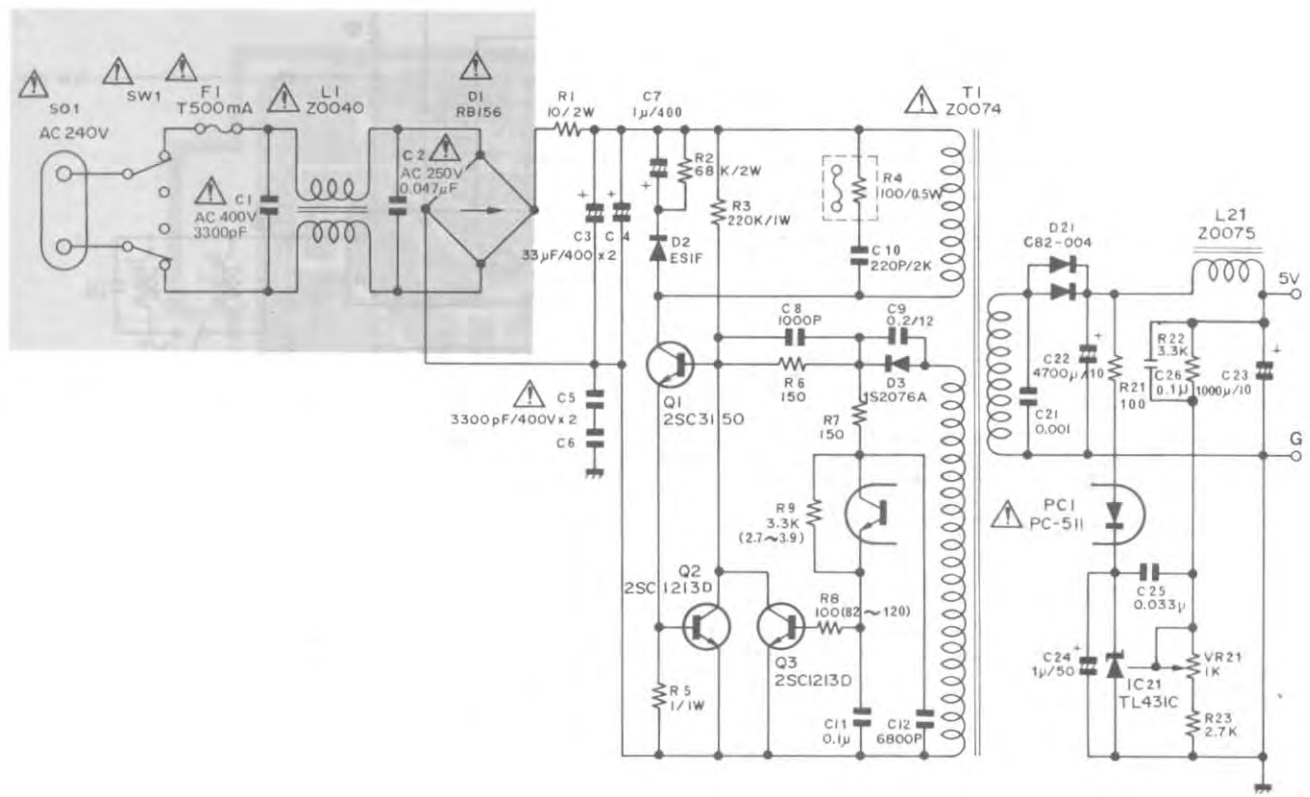 SO1
AC 240V
SW1
F1
T500mA
L1
Z0040
D1
RB156
C1
AC 400V
3300pF
C2
AC 250V
0.047μF
R1
10/2W
C7
1μ/400
R2
68K/2W
R3
220K/1W
C3
C4
33μF/400 x 2
D2
ES1F
R4
100/0.5W
C10
220P/2K
T1
Z0074
C8
1000P
C9
0.2/12
R6
150
D3
1S2076A
Q1
2SC3150
C5
3300pF/400V x 2
C6
R7
150
R9
3.3K
(2.7~3.9)
Q2
2SC1213D
R8
100(82~120)
Q3
2SC1213D
R5
1/1W
C11
0.1μ
C12
6800P
D21
C82-004
L21
Z0075
5V
C22
4700μ/10
R21
100
R22
3.3K
C26
0.1μ
C23
1000μ/10
C21
0.001
G
PC1
PC-511
C25
0.033μ
C24
1μ/50
IC21
TL431C
VR21
1K
R23
2.7K